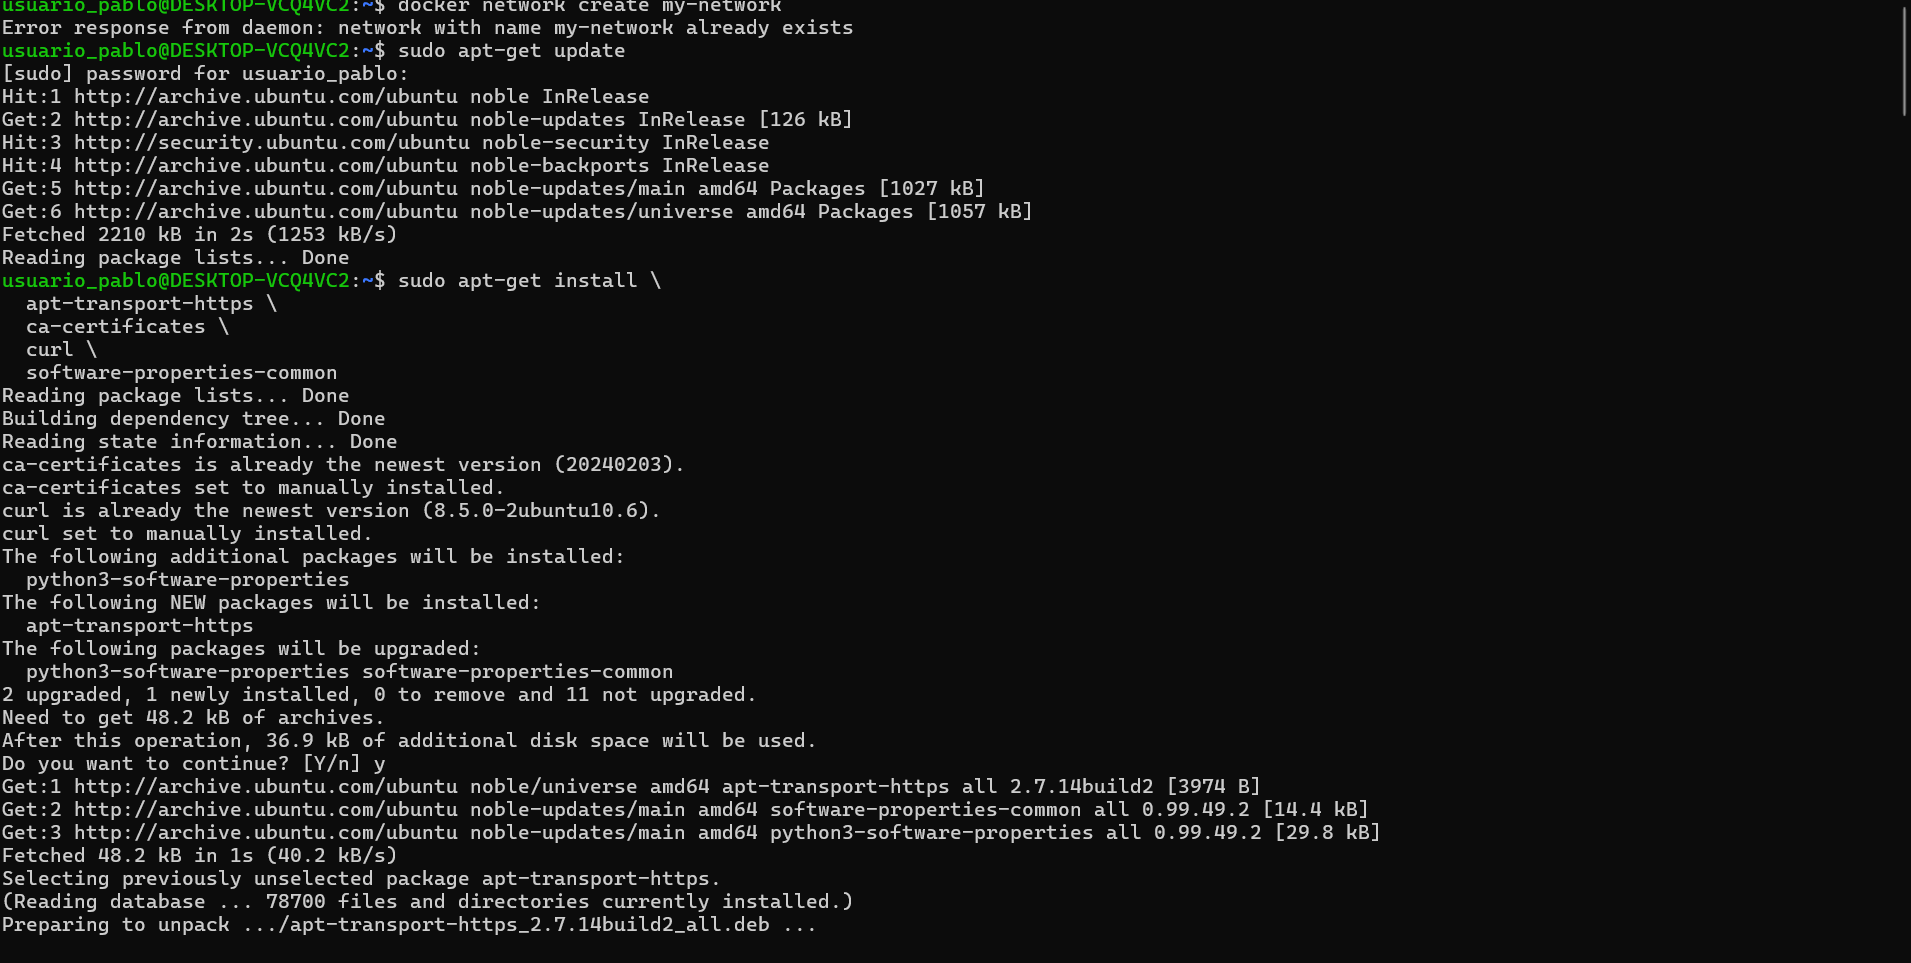 usuario_pablo@DESKTOP-VCQ4VC2:~$ docker network create my-network
Error response from daemon: network with name my-network already exists
usuario_pablo@DESKTOP-VCQ4VC2:~$ sudo apt-get update
[sudo] password for usuario_pablo:
Hit:1 http://archive.ubuntu.com/ubuntu noble InRelease
Get:2 http://archive.ubuntu.com/ubuntu noble-updates InRelease [126 kB]
Hit:3 http://security.ubuntu.com/ubuntu noble-security InRelease
Hit:4 http://archive.ubuntu.com/ubuntu noble-backports InRelease
Get:5 http://archive.ubuntu.com/ubuntu noble-updates/main amd64 Packages [1027 kB]
Get:6 http://archive.ubuntu.com/ubuntu noble-updates/universe amd64 Packages [1057 kB]
Fetched 2210 kB in 2s (1253 kB/s)
Reading package lists... Done
usuario_pablo@DESKTOP-VCQ4VC2:~$ sudo apt-get install \
  apt-transport-https \
  ca-certificates \
  curl \
  software-properties-common
Reading package lists... Done
Building dependency tree... Done
Reading state information... Done
ca-certificates is already the newest version (20240203).
ca-certificates set to manually installed.
curl is already the newest version (8.5.0-2ubuntu10.6).
curl set to manually installed.
The following additional packages will be installed:
  python3-software-properties
The following NEW packages will be installed:
  apt-transport-https
The following packages will be upgraded:
  python3-software-properties software-properties-common
2 upgraded, 1 newly installed, 0 to remove and 11 not upgraded.
Need to get 48.2 kB of archives.
After this operation, 36.9 kB of additional disk space will be used.
Do you want to continue? [Y/n] y
Get:1 http://archive.ubuntu.com/ubuntu noble/universe amd64 apt-transport-https all 2.7.14build2 [3974 B]
Get:2 http://archive.ubuntu.com/ubuntu noble-updates/main amd64 software-properties-common all 0.99.49.2 [14.4 kB]
Get:3 http://archive.ubuntu.com/ubuntu noble-updates/main amd64 python3-software-properties all 0.99.49.2 [29.8 kB]
Fetched 48.2 kB in 1s (40.2 kB/s)
Selecting previously unselected package apt-transport-https.
(Reading database ... 78700 files and directories currently installed.)
Preparing to unpack .../apt-transport-https_2.7.14build2_all.deb ...